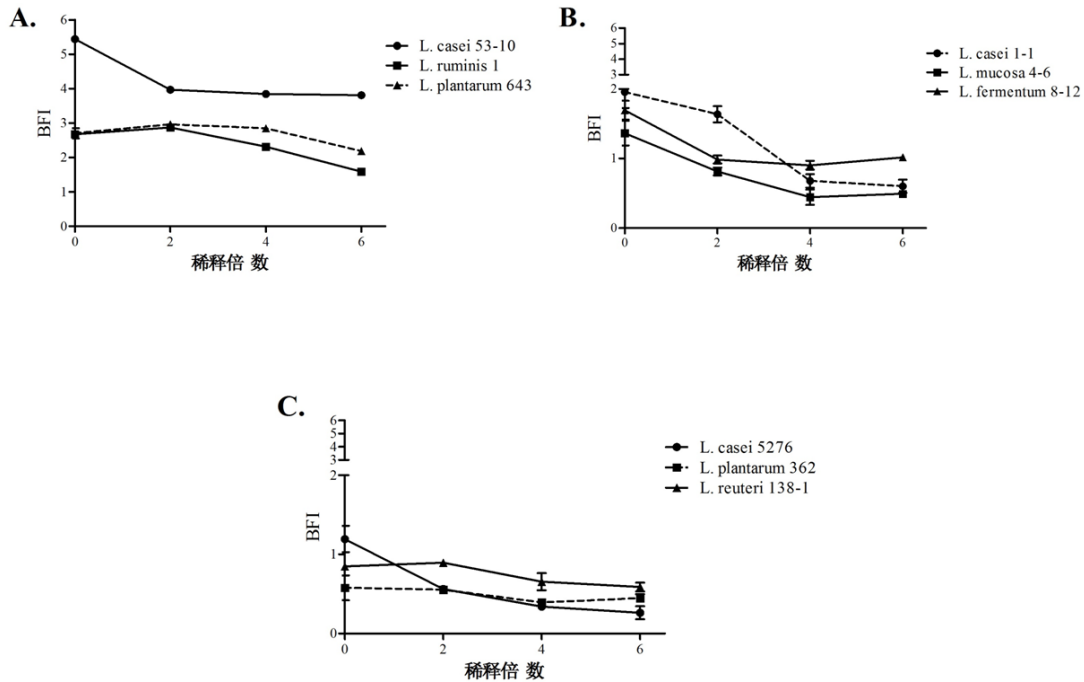 A.
6
5
4
3
2
1
0
BFI
0 2 4 6
稀释倍 数
L. casei 53-10
L. ruminis 1
L. plantarum 643
B.
6
5
4
3
2
1
0
BFI
0 2 4 6
稀释倍 数
L. casei 1-1
L. mucosa 4-6
L. fermentum 8-12
C.
6
5
4
3
2
1
0
BFI
0 2 4 6
稀释倍 数
L. casei 5276
L. plantarum 362
L. reuteri 138-1